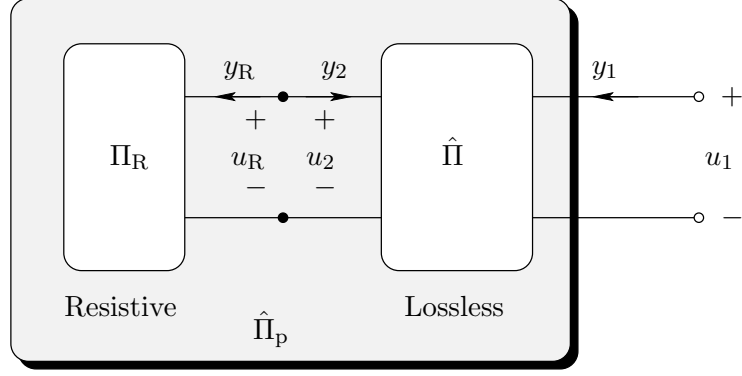 y_R y_2 y_1
+ + +
Π_R u_R u_2 Π̂ u_1
− − −
Resistive Lossless
Π̂_p